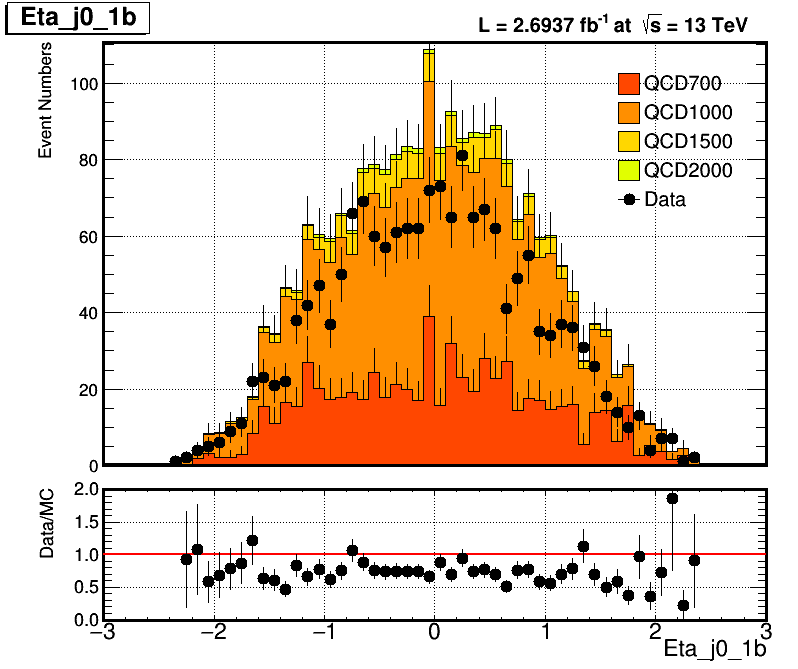 Eta_j0_1b
L = 2.6937 fb-1 at √s = 13 TeV
Event Numbers
100
80
60
40
20
0
QCD700
QCD1000
QCD1500
QCD2000
Data
Data/MC
2.0
1.5
1.0
0.5
0.0
−3 −2 −1 0 1 2 3
Eta_j0_1b